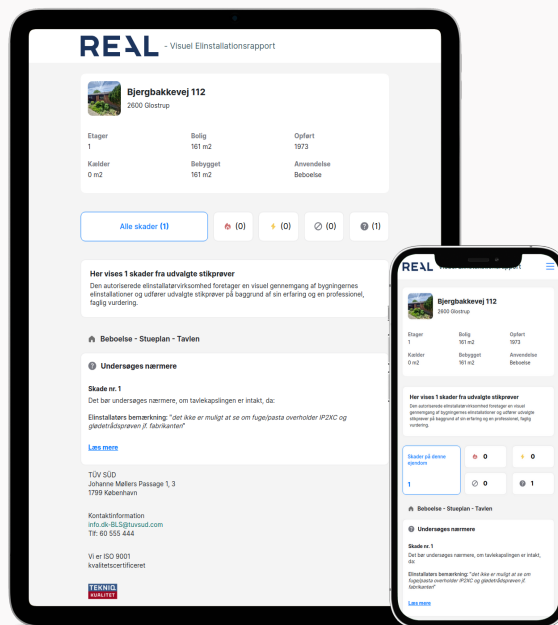 REAL - Visuel Elinstallationsrapport
Bjergbakkevej 112
2600 Glostrup
Etager Bolig Opført
1 161 m2 1973
Kælder Bebygget Anvendelse
0 m2 161 m2 Beboelse
Alle skader (1) (0) (0) (0) (1)
Her vises 1 skader fra udvalgte stikprøver
Den autoriserede elinstallatørvirksomhed foretager en visuel gennemgang af bygningernes
elinstallationer og udfører udvalgte stikprøver på baggrund af sin erfaring og en professionel,
faglig vurdering.
Beboelse - Stueplan - Tavlen
Undersøges nærmere
Skade nr. 1
Det bør undersøges nærmere, om tavlekapslingen er intakt, da:
Elinstallatørs bemærkning: "det ikke er muligt at se om fuge/pasta overholder IP2XC og
glødetrådsprøven jf. fabrikanten"
Læs mere
TÜV SÜD
Johanne Møllers Passage 1, 3
1799 København
Kontaktinformation
info.dk-BLS@tuvsud.com
Tlf: 60 555 444
Vi er ISO 9001
kvalitetscertificeret
TEKNIQ
KVALITET
REAL
Bjergbakkevej 112
2600 Glostrup
Etager Bolig Opført
1 161 m2 1973
Kælder Bebygget Anvendelse
0 m2 161 m2 Beboelse
Her vises 1 skader fra udvalgte stikprøver
Den autoriserede elinstallatørvirksomhed foretager en visuel
gennemgang af bygningernes elinstallationer og udfører udvalgte
stikprøver på baggrund af sin erfaring og en professionel, faglig
vurdering.
Skader på denne
ejendom
1
0 0
0 1
Beboelse - Stueplan - Tavlen
Undersøges nærmere
Skade nr. 1
Det bør undersøges nærmere, om tavlekapslingen er intakt,
da:
Elinstallatørs bemærkning: "det ikke er muligt at se om
fuge/pasta overholder IP2XC og glødetrådsprøven jf.
fabrikanten"
Læs mere